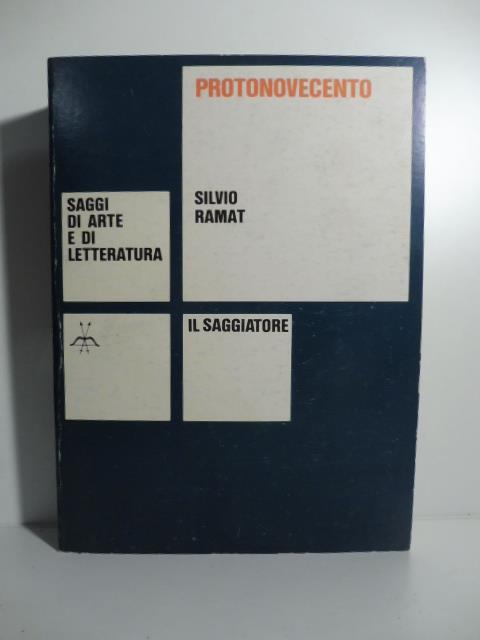 PROTONOVECENTO
SILVIO
RAMAT
SAGGI
DI ARTE
E DI
LETTERATURA
IL SAGGIATORE